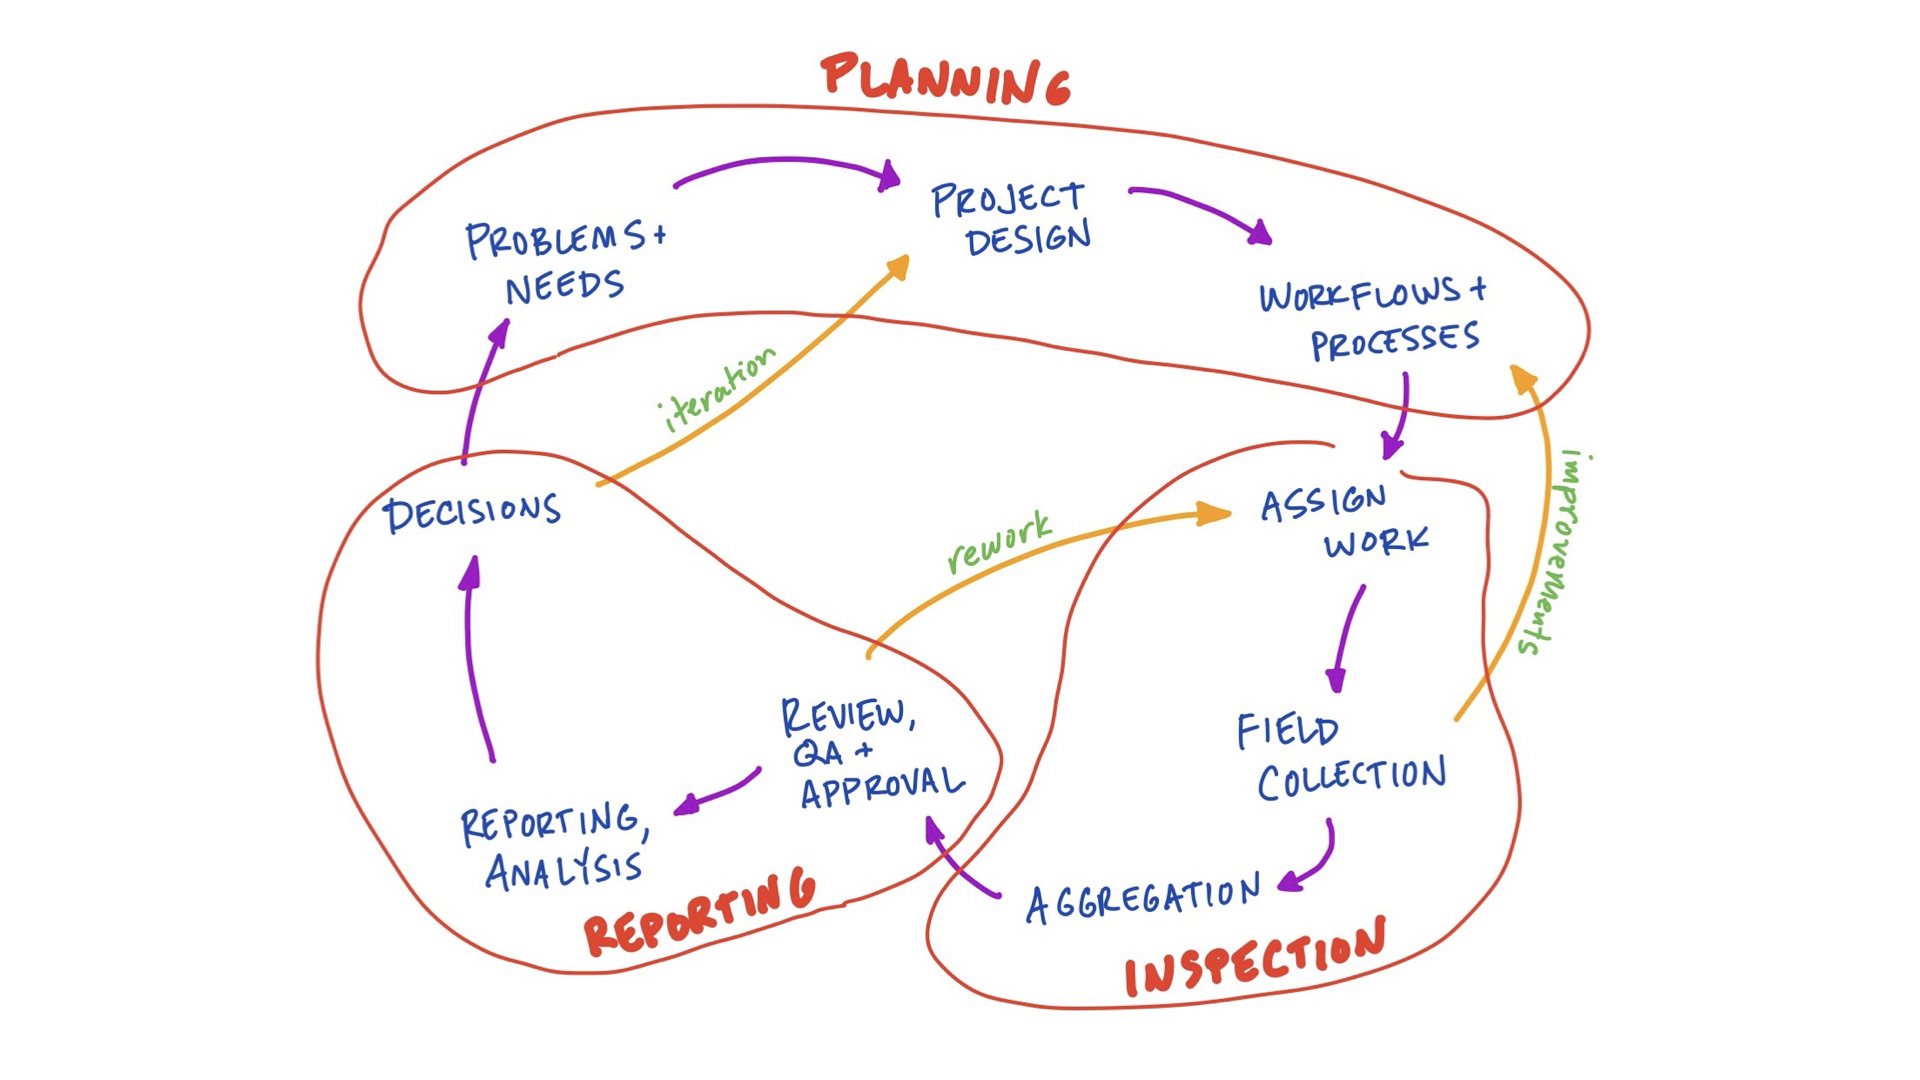 PLANNING
PROBLEMS +
NEEDS
PROJECT
DESIGN
WORKFLOWS +
PROCESSES
iteration
improvements
DECISIONS
rework
ASSIGN
WORK
REVIEW,
QA +
APPROVAL
FIELD
COLLECTION
REPORTING,
ANALYSIS
AGGREGATION
REPORTING
INSPECTION